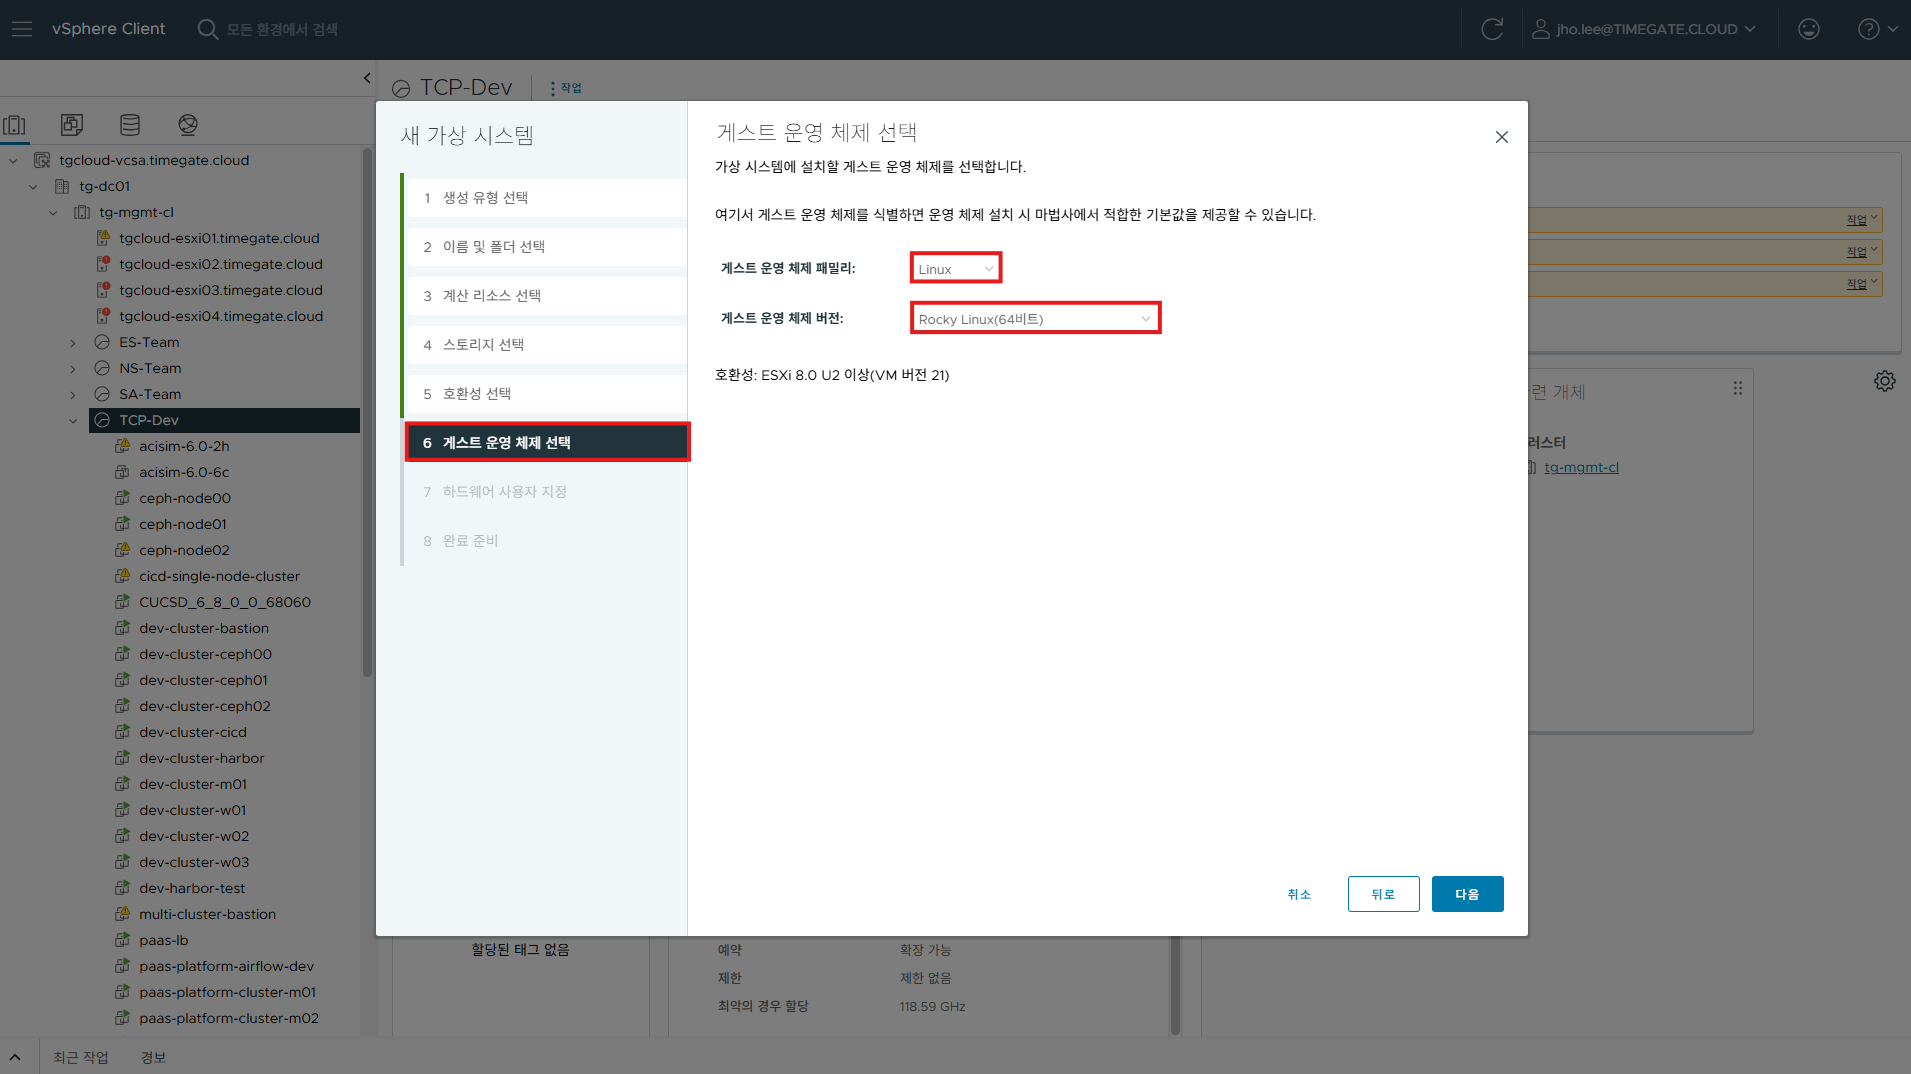 vSphere Client
모든 환경에서 검색
jho.lee@TIMEGATE.CLOUD
TCP-Dev
작업
tgcloud-vcsa.timegate.cloud
tg-dc01
tg-mgmt-cl
tgcloud-esxi01.timegate.cloud
tgcloud-esxi02.timegate.cloud
tgcloud-esxi03.timegate.cloud
tgcloud-esxi04.timegate.cloud
ES-Team
NS-Team
SA-Team
TCP-Dev
acisim-6.0-2h
acisim-6.0-6c
ceph-node00
ceph-node01
ceph-node02
cicd-single-node-cluster
CUCSD_6_8_0_0_68060
dev-cluster-bastion
dev-cluster-ceph00
dev-cluster-ceph01
dev-cluster-ceph02
dev-cluster-cicd
dev-cluster-harbor
dev-cluster-m01
dev-cluster-w01
dev-cluster-w02
dev-cluster-w03
dev-harbor-test
multi-cluster-bastion
paas-lb
paas-platform-airflow-dev
paas-platform-cluster-m01
paas-platform-cluster-m02
새 가상 시스템
1 생성 유형 선택
2 이름 및 폴더 선택
3 계산 리소스 선택
4 스토리지 선택
5 호환성 선택
6 게스트 운영 체제 선택
7 하드웨어 사용자 지정
8 완료 준비
게스트 운영 체제 선택
가상 시스템에 설치할 게스트 운영 체제를 선택합니다.
여기서 게스트 운영 체제를 식별하면 운영 체제 설치 시 마법사에서 적합한 기본값을 제공할 수 있습니다.
게스트 운영 체제 패밀리: Linux
게스트 운영 체제 버전: Rocky Linux(64비트)
호환성: ESXi 8.0 U2 이상(VM 버전 21)
취소 뒤로 다음
작업
작업
작업
련 개체
러스터
tg-mgmt-cl
할당된 태그 없음
예약 확장 가능
제한 제한 없음
최악의 경우 할당 118.59 GHz
최근 작업 경보